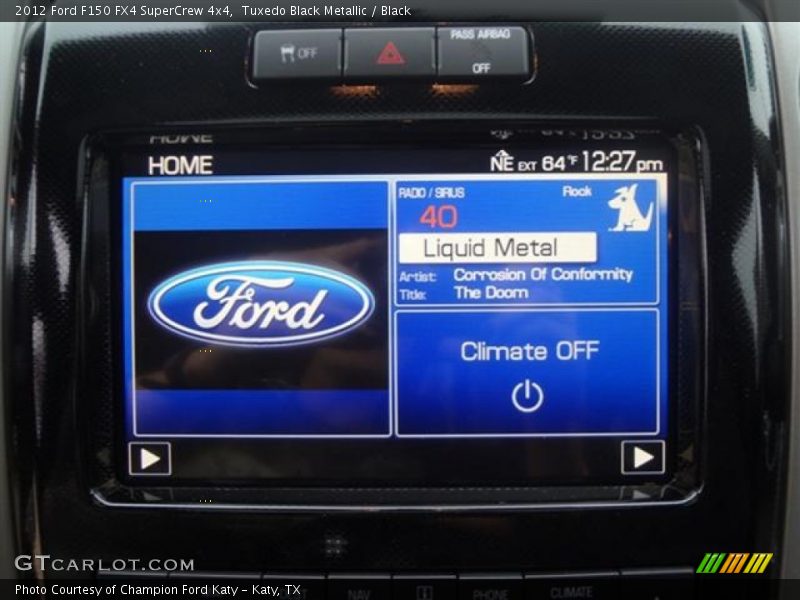 2012 Ford F150 FX4 SuperCrew 4x4, Tuxedo Black Metallic / Black
OFF
PASS AIRBAG
OFF
HOME
NE EXT 64°F 12:27pm
RADIO / SIRIUS Rock
40
Liquid Metal
Artist: Corrosion Of Conformity
Title: The Doom
Ford
Climate OFF
GTCARLOT.COM
NAV PHONE CLIMATE
Photo Courtesy of Champion Ford Katy - Katy, TX